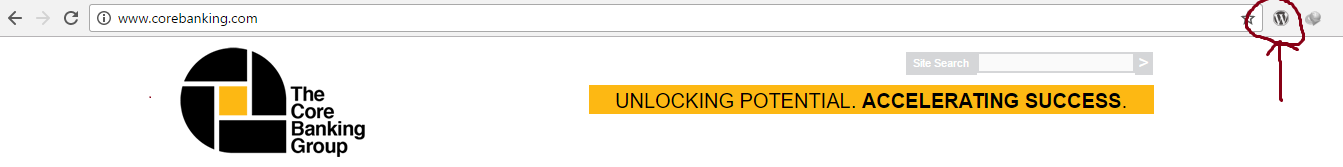 www.corebanking.com
Site Search >
UNLOCKING POTENTIAL. ACCELERATING SUCCESS.
The
Core
Banking
Group